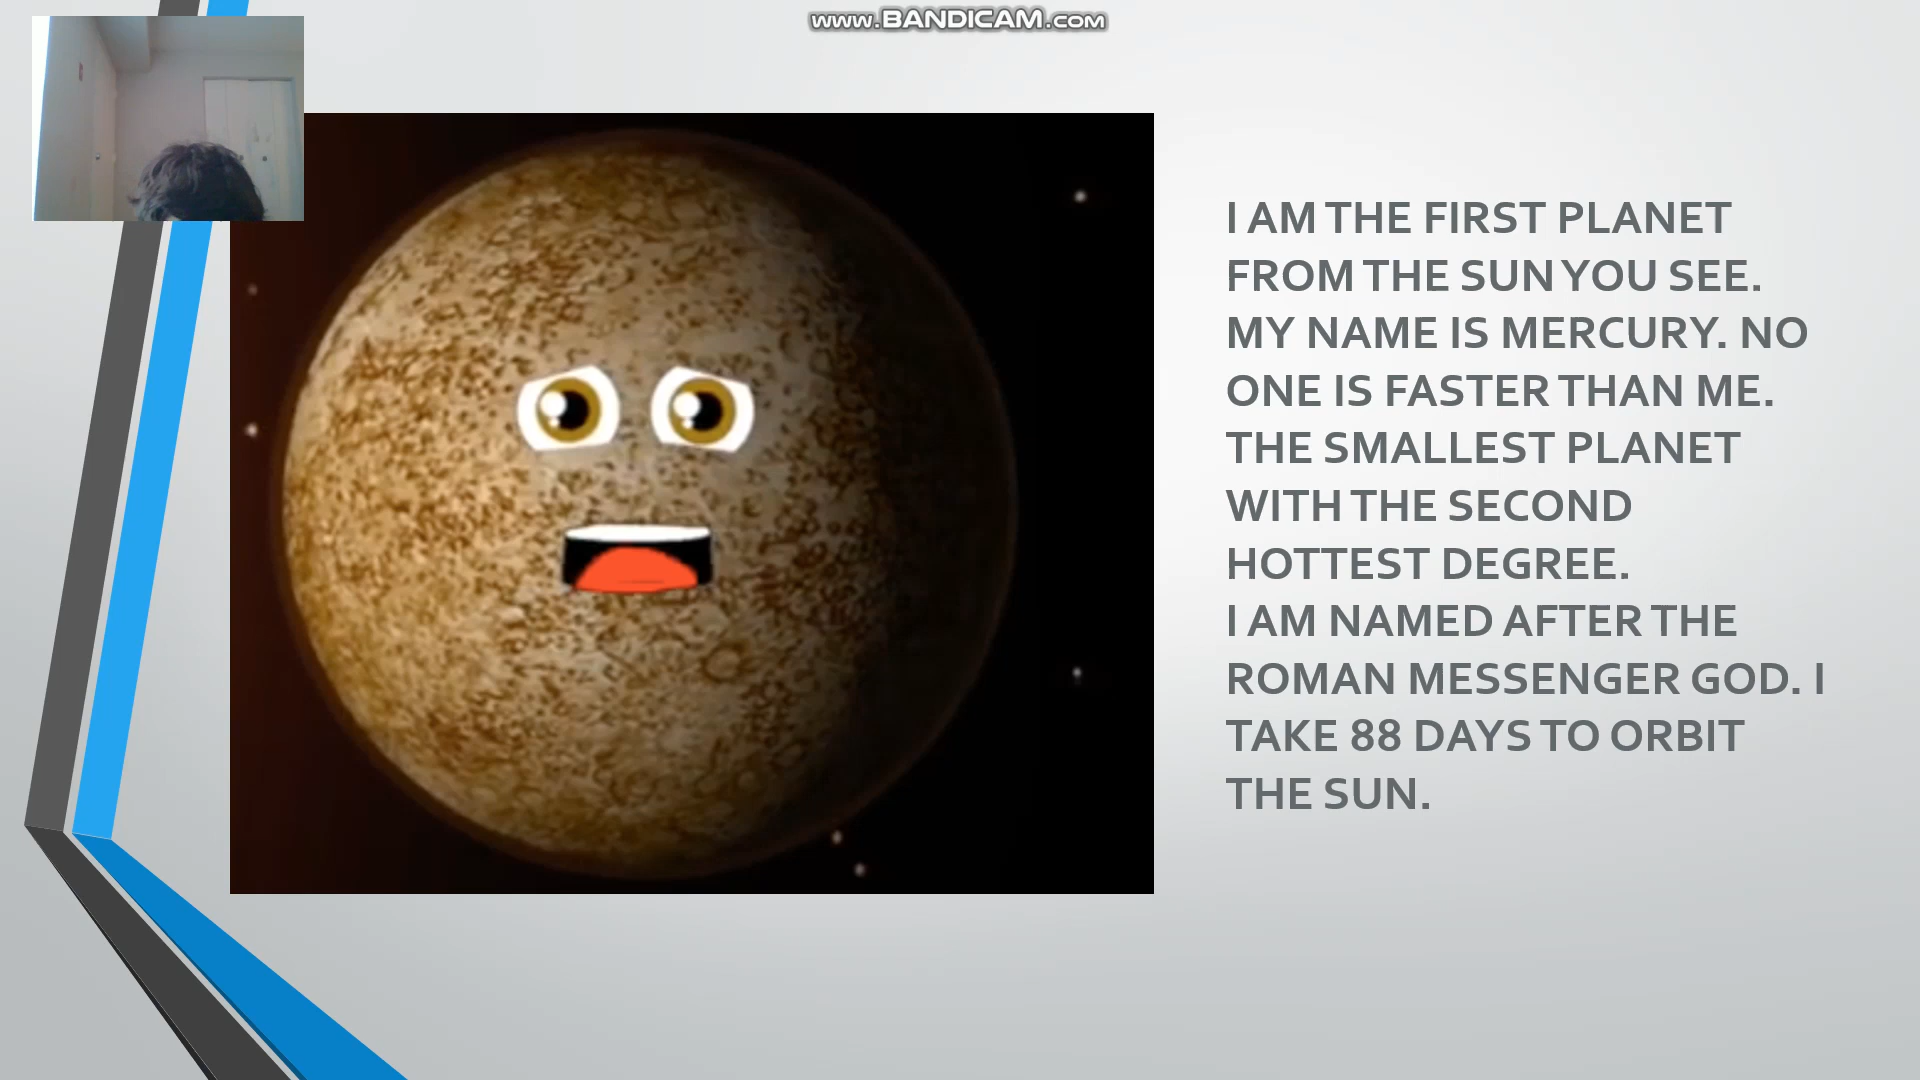 www.BANDICAM.com
I AM THE FIRST PLANET
FROM THE SUN YOU SEE.
MY NAME IS MERCURY. NO
ONE IS FASTER THAN ME.
THE SMALLEST PLANET
WITH THE SECOND
HOTTEST DEGREE.
I AM NAMED AFTER THE
ROMAN MESSENGER GOD. I
TAKE 88 DAYS TO ORBIT
THE SUN.